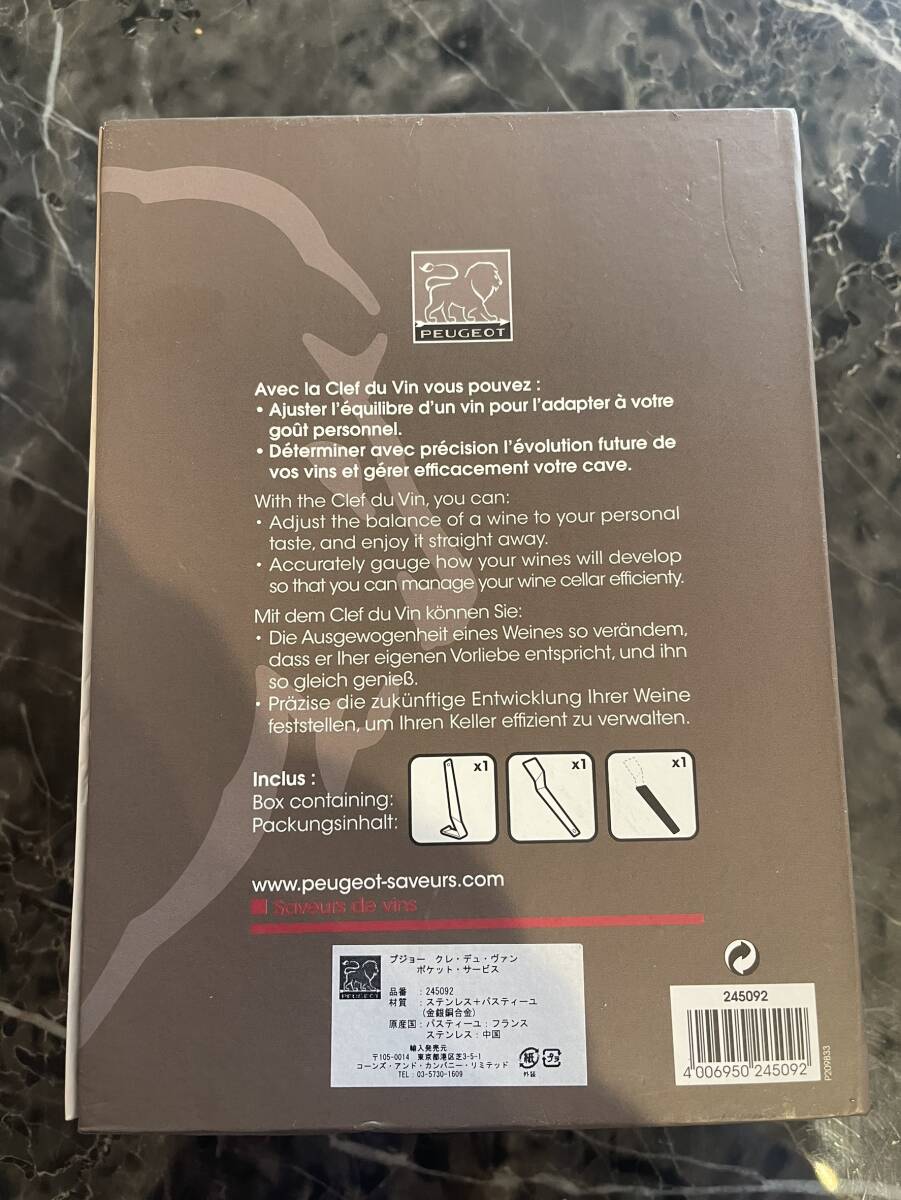 PEUGEOT
Avec la Clef du Vin vous pouvez :
• Ajuster l'équilibre d'un vin pour l'adapter à votre
goût personnel.
• Déterminer avec précision l'évolution future de
vos vins et gérer efficacement votre cave.
With the Clef du Vin, you can:
• Adjust the balance of a wine to your personal
taste, and enjoy it straight away.
• Accurately gauge how your wines will develop
so that you can manage your wine cellar efficienty.
Mit dem Clef du Vin können Sie:
• Die Ausgewogenheit eines Weines so verändem,
dass er Iher eigenen Vorliebe entspricht, und ihn
so gleich genieß.
• Präzise die zukünftige Entwicklung Ihrer Weine
feststellen, um Ihren Keller effizient zu verwalten.
Inclus :
Box containing:
Packungsinhalt:
x1
x1
x1
www.peugeot-saveurs.com
Saveurs de vins
PEUGEOT
プジョー クレ・デュ・ヴァン
ポケット・サービス
品番 : 245092
材質 : ステンレス+パスティーユ
(金銀銅合金)
原産国 : パスティーユ : フランス
ステンレス : 中国
輸入発売元
〒105-0014 東京都港区芝3-5-1
コーンズ・アンド・カンパニー・リミテッド
TEL : 03-5730-1609
紙
外装
245092
4 006950 245092
P209833